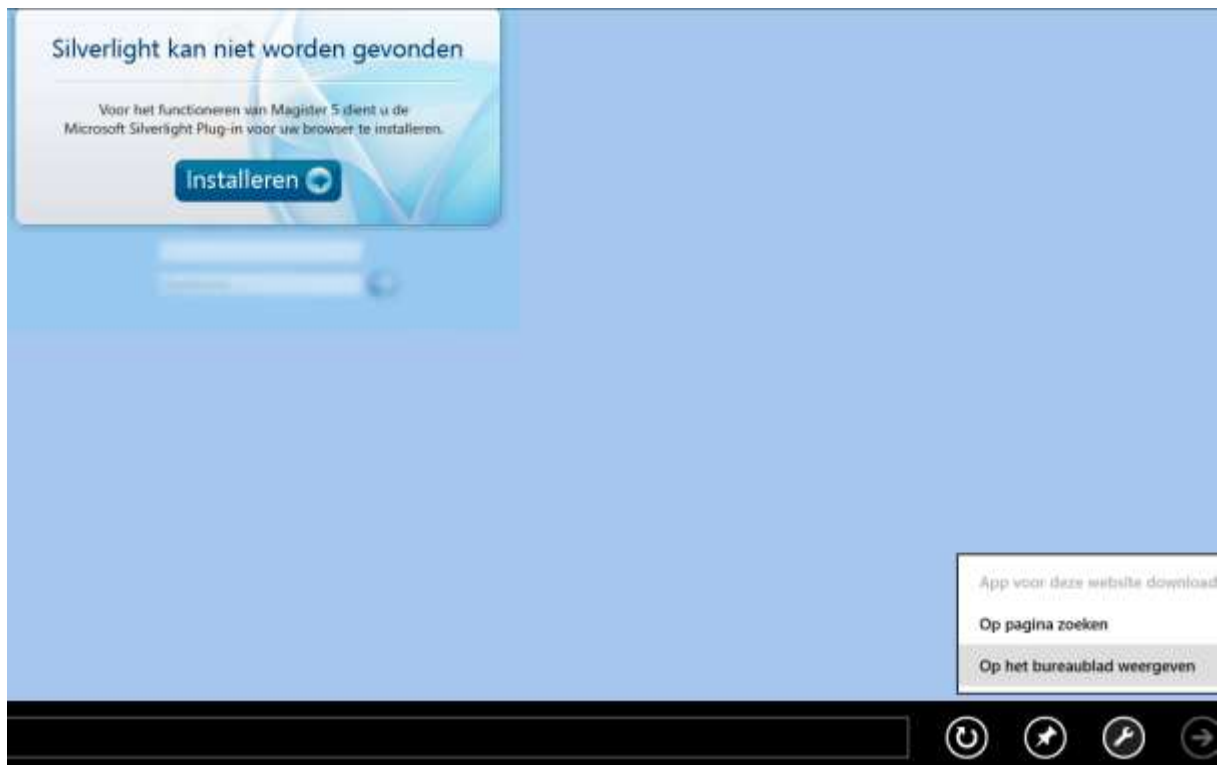 Silverlight kan niet worden gevonden
Voor het functioneren van Magister 5 dient u de
Microsoft Silverlight Plug-in voor uw browser te installeren.
Installeren
App voor deze website download
Op pagina zoeken
Op het bureaublad weergeven